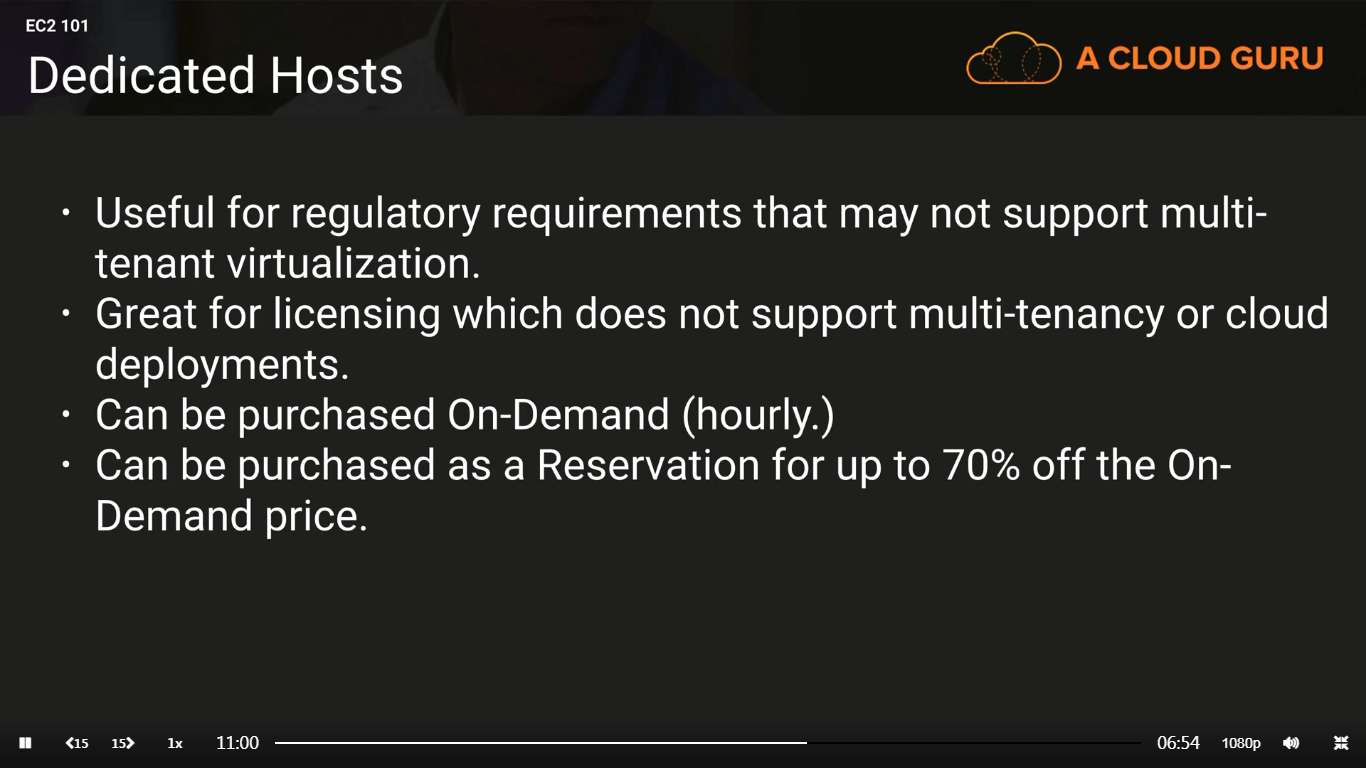 EC2 101
Dedicated Hosts
A CLOUD GURU
• Useful for regulatory requirements that may not support multi-
tenant virtualization.
• Great for licensing which does not support multi-tenancy or cloud
deployments.
• Can be purchased On-Demand (hourly.)
• Can be purchased as a Reservation for up to 70% off the On-
Demand price.
15 15 1x 11:00 06:54 1080p